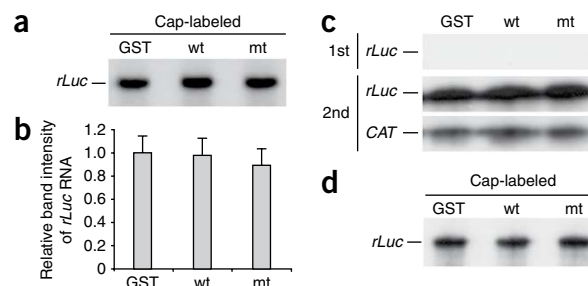 a
Cap-labeled
GST wt mt
rLuc
b
Relative band intensity
of rLuc RNA
1.2
1.0
0.8
0.6
0.4
0.2
0
GST wt mt
c
GST wt mt
1st rLuc
2nd
rLuc
CAT
d
Cap-labeled
GST wt mt
rLuc